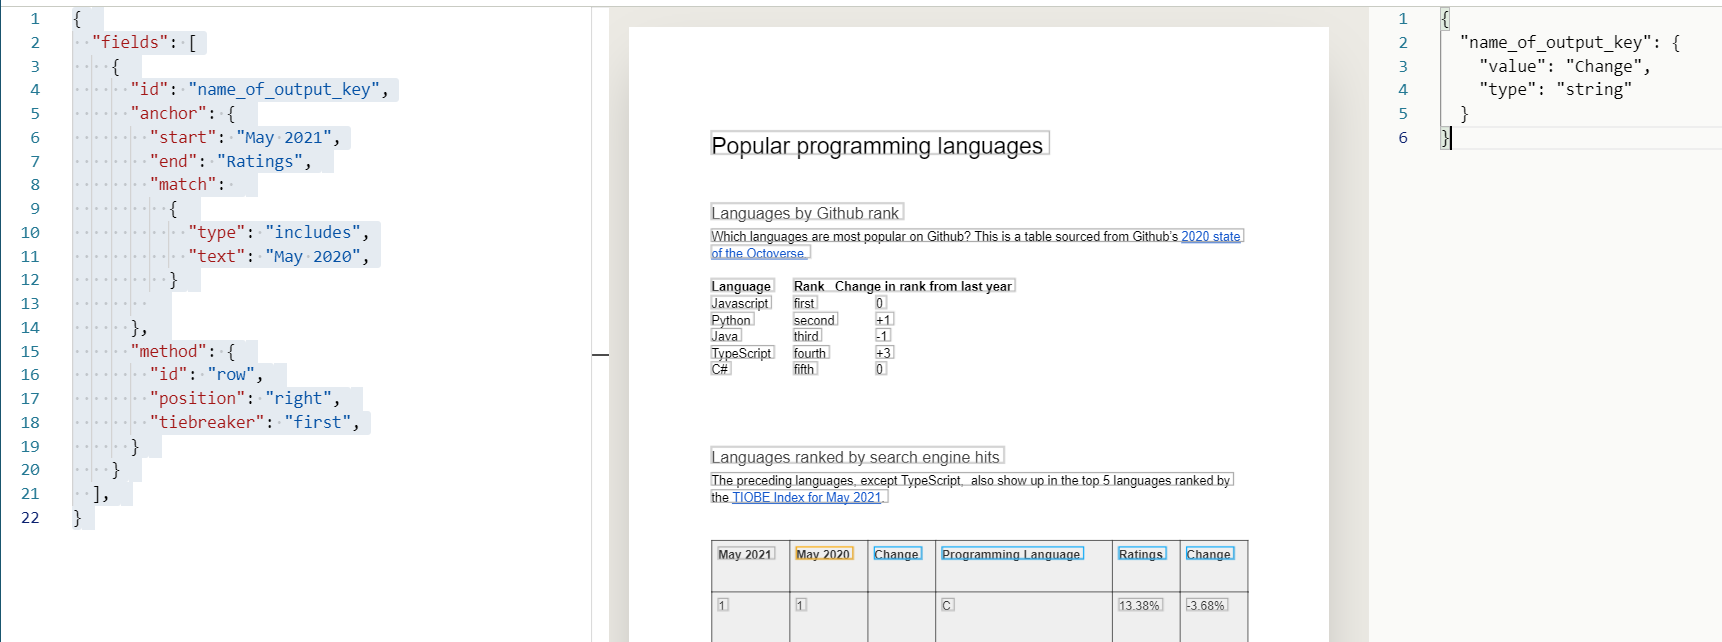 1 {
2 "fields": [
3 {
4 "id": "name_of_output_key",
5 "anchor": {
6 "start": "May 2021",
7 "end": "Ratings",
8 "match":
9 {
10 "type": "includes",
11 "text": "May 2020",
12 }
13
14 },
15 "method": {
16 "id": "row",
17 "position": "right",
18 "tiebreaker": "first",
19 }
20 }
21 ],
22 }
Popular programming languages
Languages by Github rank
Which languages are most popular on Github? This is a table sourced from Github's 2020 state
of the Octoverse.
Language Rank Change in rank from last year
Javascript first 0
Python second +1
Java third -1
TypeScript fourth +3
C# fifth 0
Languages ranked by search engine hits
The preceding languages, except TypeScript, also show up in the top 5 languages ranked by
the TIOBE Index for May 2021.
May 2021 May 2020 Change Programming Language Ratings Change
1 1 C 13.38% -3.68%
1 {
2 "name_of_output_key": {
3 "value": "Change",
4 "type": "string"
5 }
6 }